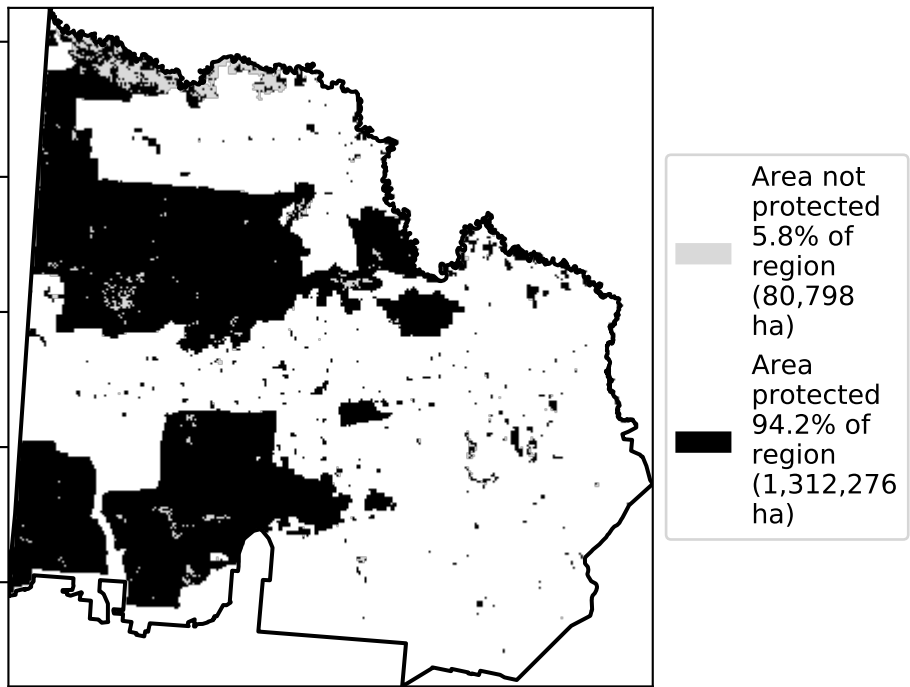 Area not
protected
5.8% of
region
(80,798
ha)
Area
protected
94.2% of
region
(1,312,276
ha)